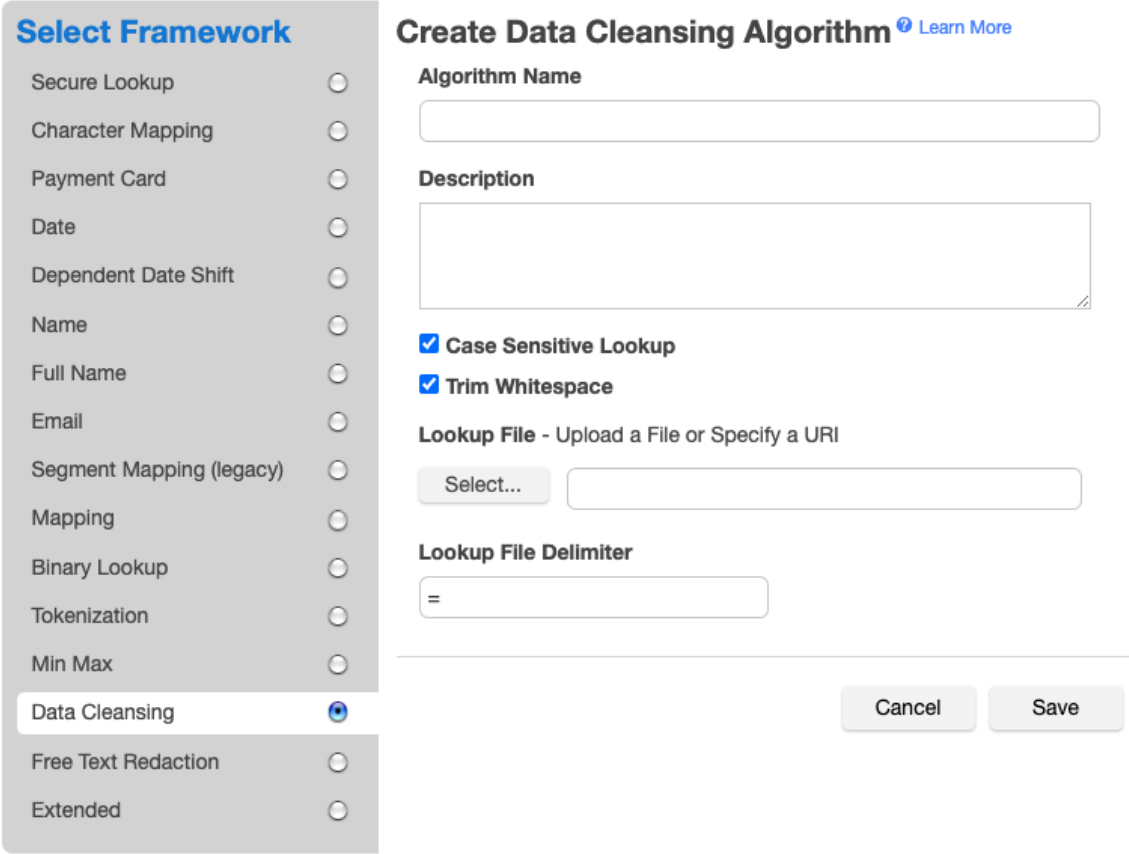 Select Framework
Secure Lookup
Character Mapping
Payment Card
Date
Dependent Date Shift
Name
Full Name
Email
Segment Mapping (legacy)
Mapping
Binary Lookup
Tokenization
Min Max
Data Cleansing
Free Text Redaction
Extended
Create Data Cleansing Algorithm ? Learn More
Algorithm Name
Description
Case Sensitive Lookup
Trim Whitespace
Lookup File - Upload a File or Specify a URI
Select...
Lookup File Delimiter
=
Cancel Save